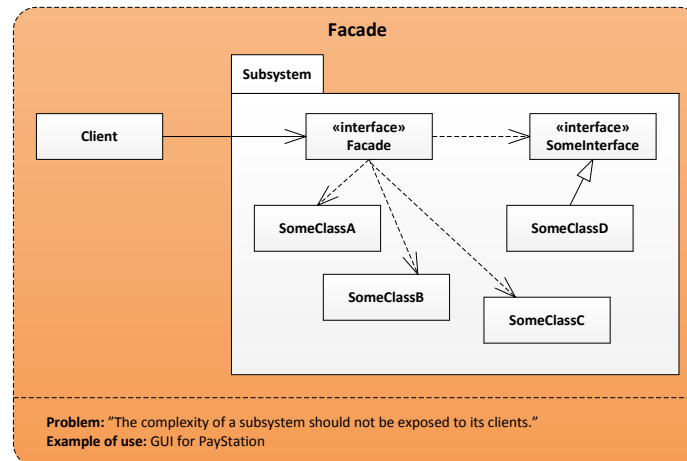 Facade
Subsystem
Client
«interface»
Facade
«interface»
SomeInterface
SomeClassA
SomeClassD
SomeClassB
SomeClassC
Problem: ”The complexity of a subsystem should not be exposed to its clients.”
Example of use: GUI for PayStation